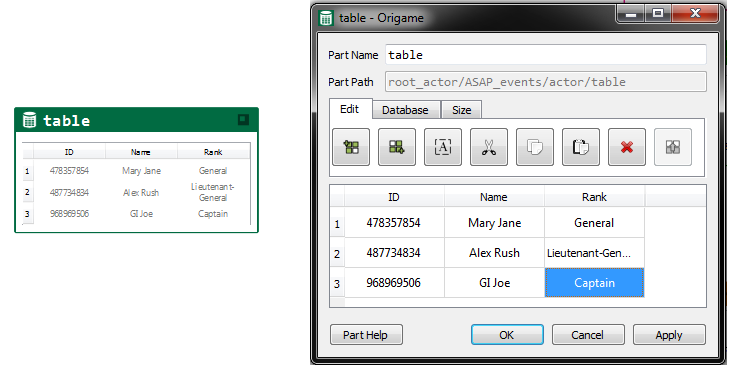 table
ID Name Rank
1 478357854 Mary Jane General
2 487734834 Alex Rush Lieutenant-
General
3 968969506 GI Joe Captain
table - Origame
Part Name table
Part Path root_actor/ASAP_events/actor/table
Edit Database Size
A
ID Name Rank
1 478357854 Mary Jane General
2 487734834 Alex Rush Lieutenant-Gen...
3 968969506 GI Joe Captain
Part Help OK Cancel Apply